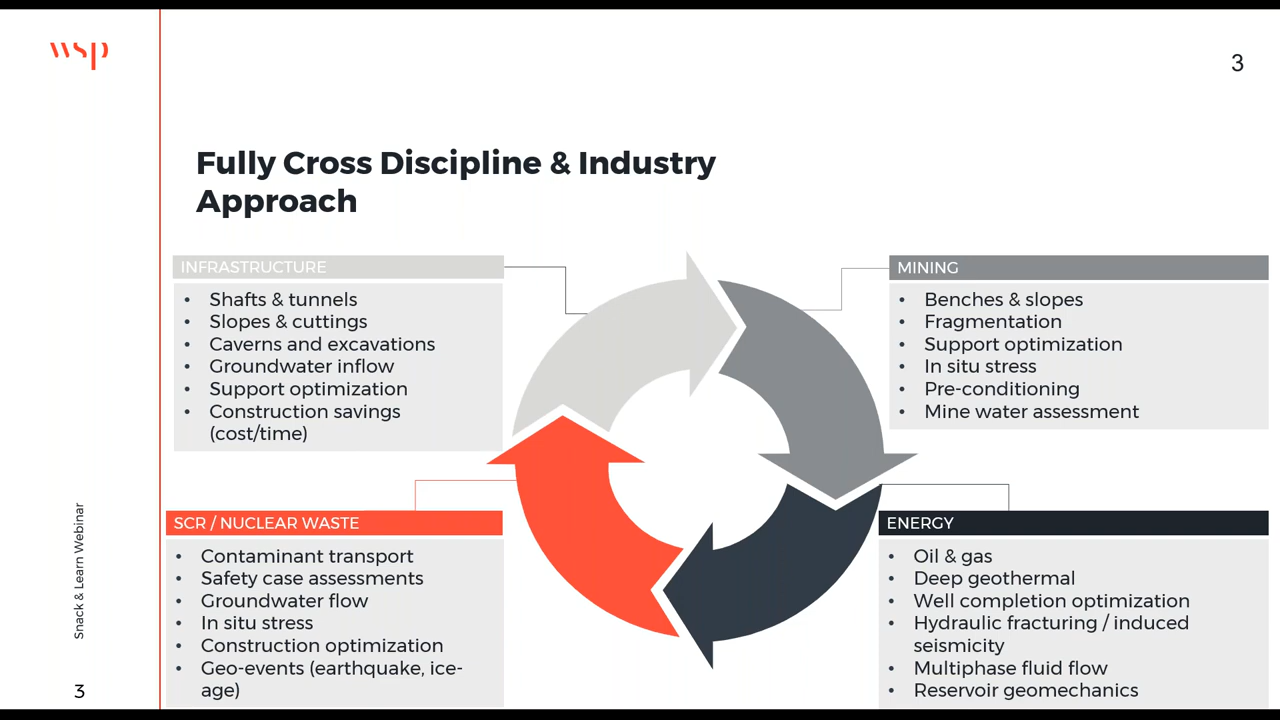 wsp
3
Fully Cross Discipline & Industry
Approach
INFRASTRUCTURE
• Shafts & tunnels
• Slopes & cuttings
• Caverns and excavations
• Groundwater inflow
• Support optimization
• Construction savings
(cost/time)
MINING
• Benches & slopes
• Fragmentation
• Support optimization
• In situ stress
• Pre-conditioning
• Mine water assessment
SCR / NUCLEAR WASTE
• Contaminant transport
• Safety case assessments
• Groundwater flow
• In situ stress
• Construction optimization
• Geo-events (earthquake, ice-
age)
ENERGY
• Oil & gas
• Deep geothermal
• Well completion optimization
• Hydraulic fracturing / induced
seismicity
• Multiphase fluid flow
• Reservoir geomechanics
Snack & Learn Webinar
3